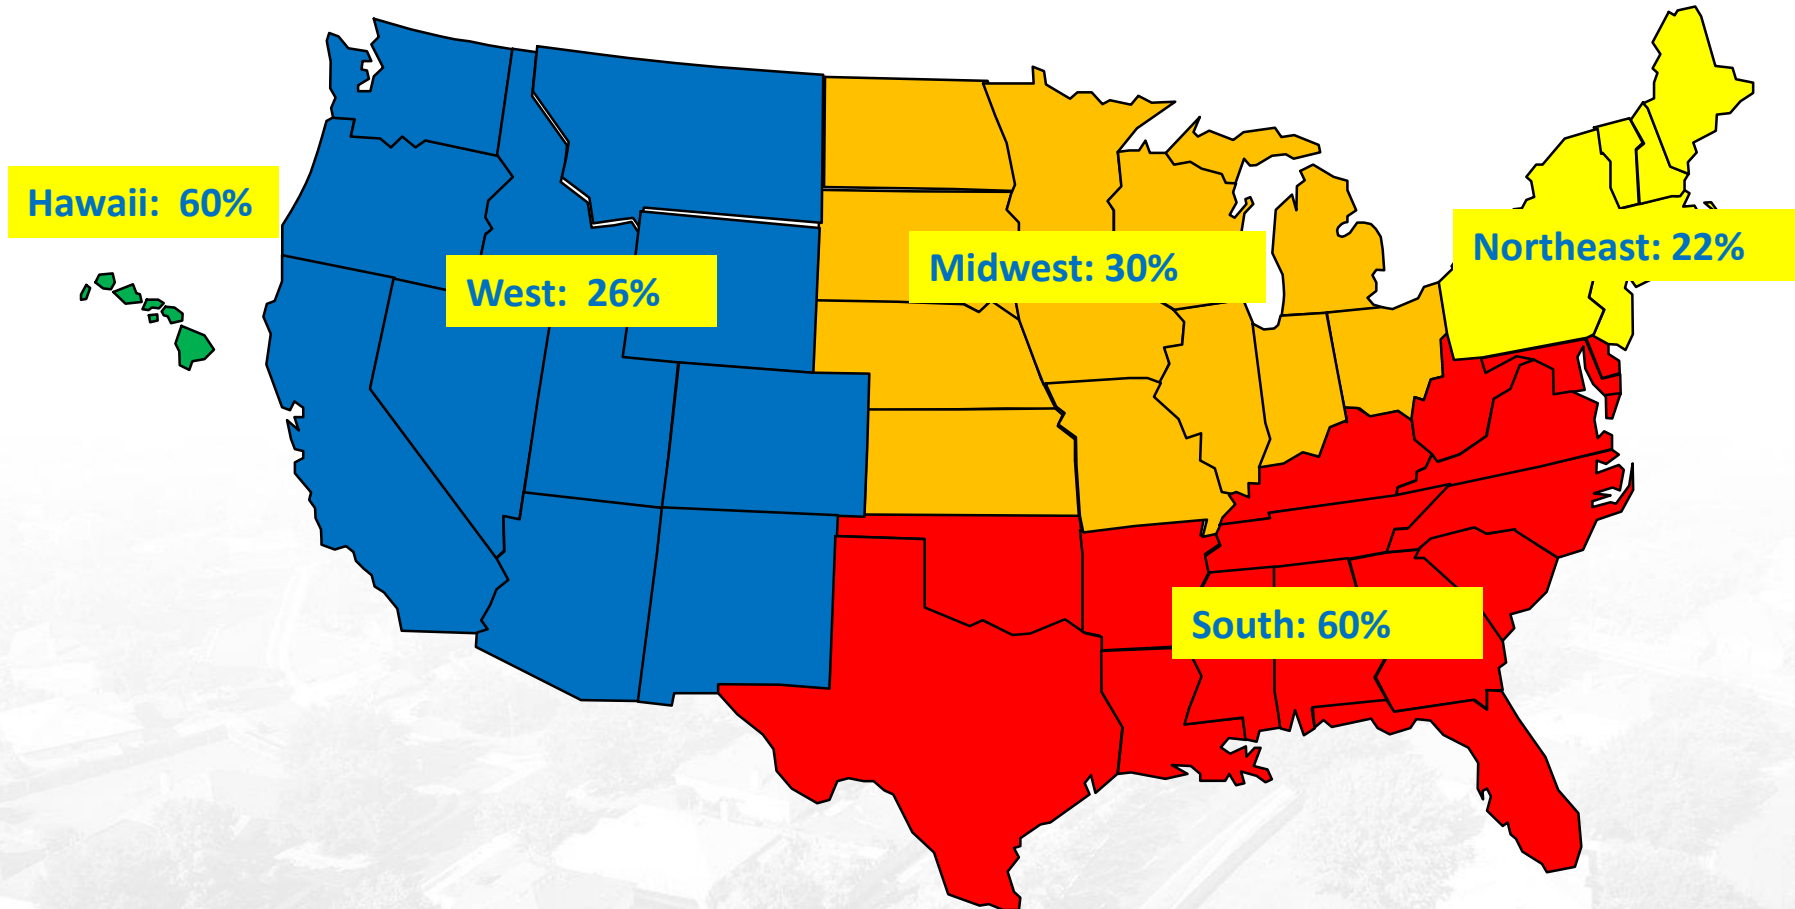 Hawaii:  60%
West:  26%
Midwest: 30%
Northeast: 22%
South: 60%